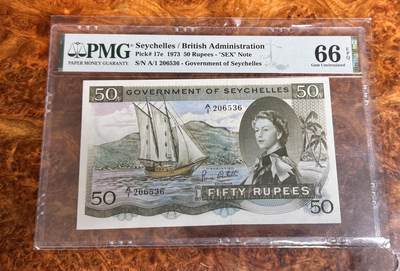 PMG
PAPER MONEY GUARANTY
Seychelles / British Administration
Pick# 17e 1973 50 Rupees - "SEX" Note
S/N A/1 206536 - Government of Seychelles
66 EPQ
Gem Uncirculated
50
GOVERNMENT OF SEYCHELLES
50
A/1 206536
A/1 206536
50
FIFTY RUPEES
50